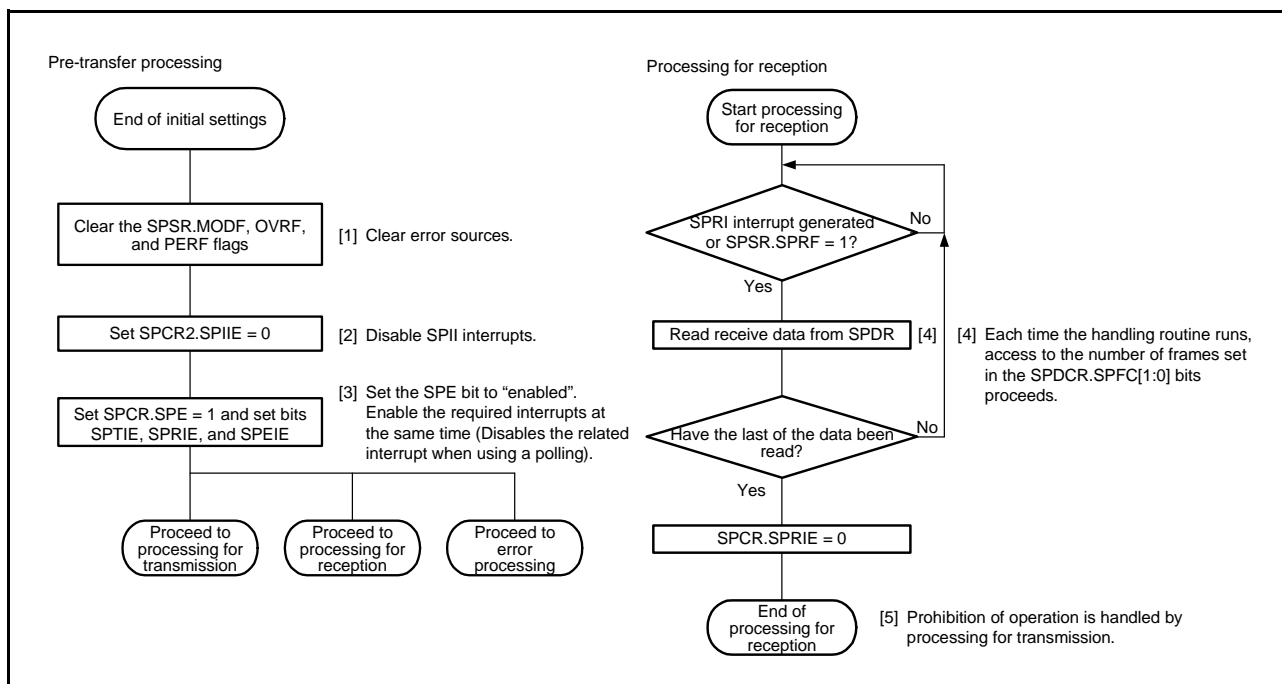 Pre-transfer processing
End of initial settings
Clear the SPSR.MODF, OVRF,
and PERF flags
[1] Clear error sources.
Set SPCR2.SPIIE = 0
[2] Disable SPII interrupts.
Set SPCR.SPE = 1 and set bits
SPTIE, SPRIE, and SPEIE
[3] Set the SPE bit to “enabled”.
Enable the required interrupts at
the same time (Disables the related
interrupt when using a polling).
Proceed to
processing for
transmission
Proceed to
processing for
reception
Proceed to
error
processing
Processing for reception
Start processing
for reception
SPRI interrupt generated
or SPSR.SPRF = 1?
No
Yes
Read receive data from SPDR
[4]
[4] Each time the handling routine runs,
access to the number of frames set
in the SPDCR.SPFC[1:0] bits
proceeds.
Have the last of the data been
read?
No
Yes
SPCR.SPRIE = 0
End of
processing for
reception
[5] Prohibition of operation is handled by
processing for transmission.